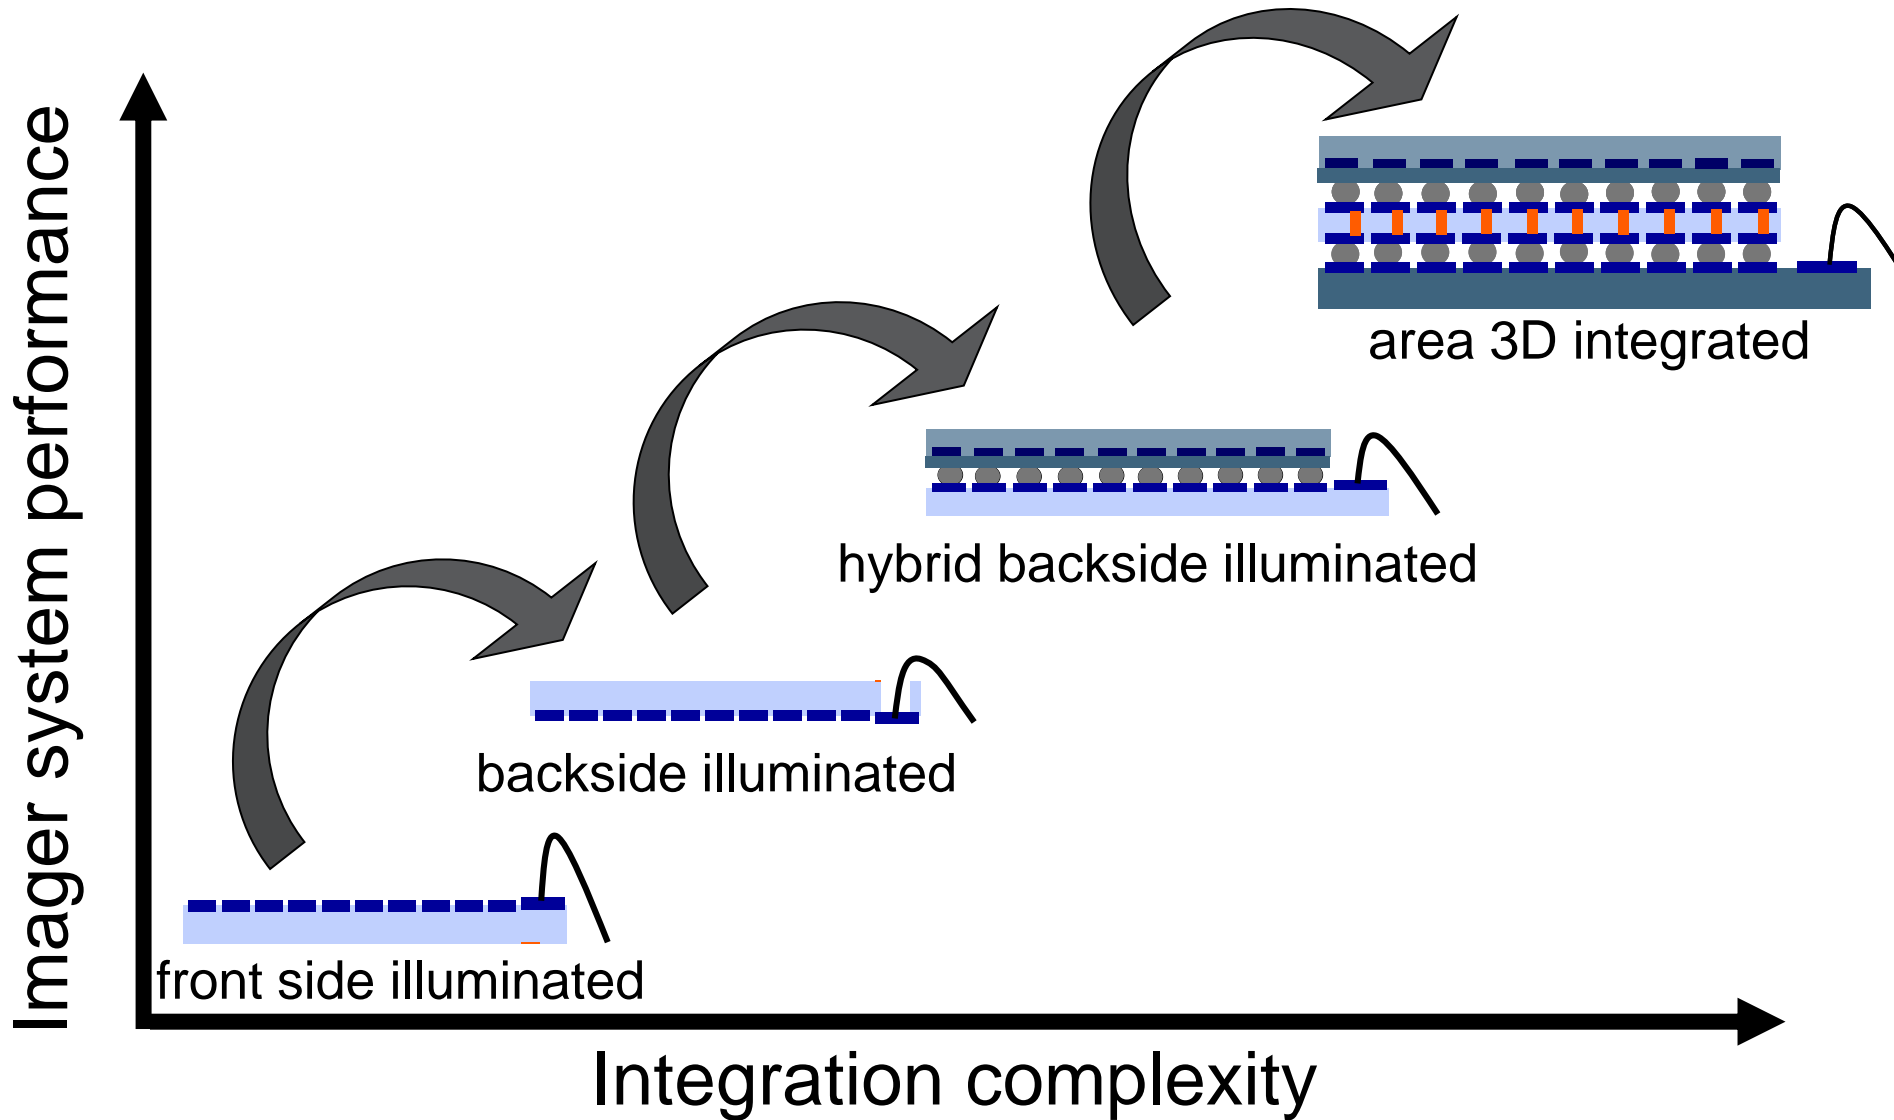 Imager system performance
area 3D integrated
hybrid backside illuminated
backside illuminated
front side illuminated
Integration complexity